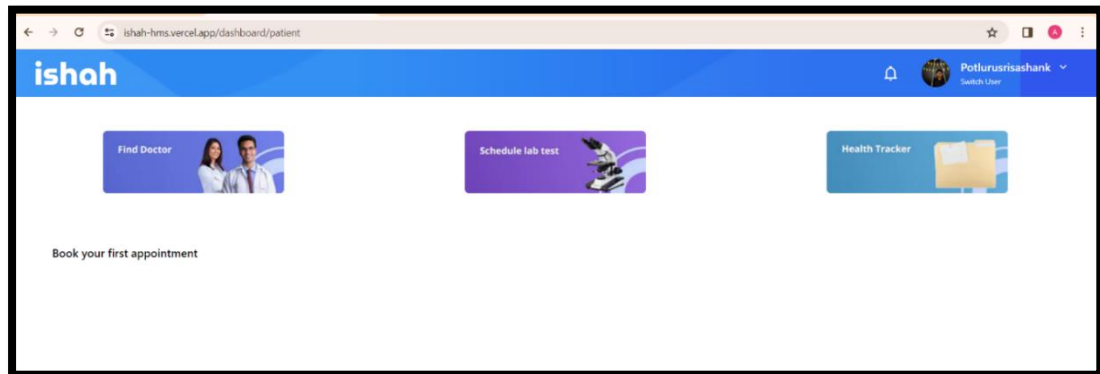 ishah-hms.vercel.app/dashboard/patient
A
ishah
Potlurusrisashank
Switch User
Find Doctor
Schedule lab test
Health Tracker
Book your first appointment